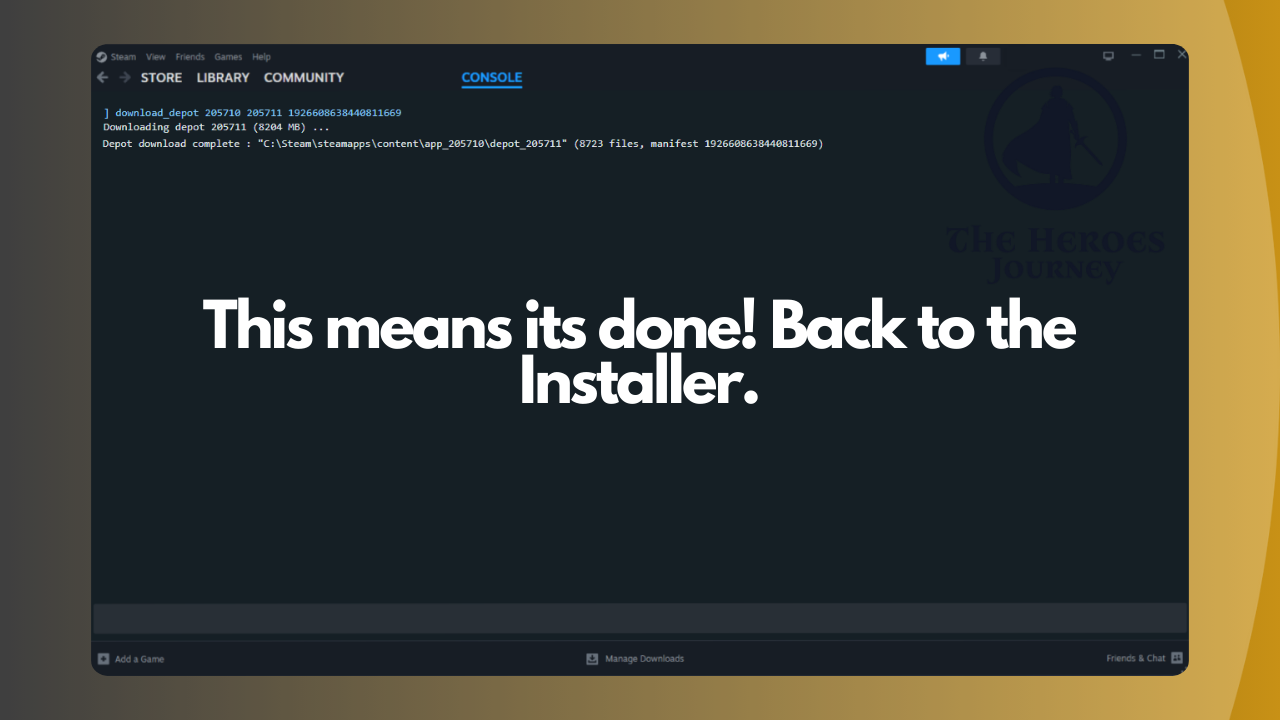 Steam View Friends Games Help
STORE LIBRARY COMMUNITY CONSOLE
] download_depot 205710 205711 1926608638440811669
Downloading depot 205711 (8204 MB) ...
Depot download complete : "C:\Steam\steamapps\content\app_205710\depot_205711" (8723 files, manifest 1926608638440811669)
The Heroes
Journey
This means its done! Back to the
Installer.
Add a Game
Manage Downloads
Friends & Chat